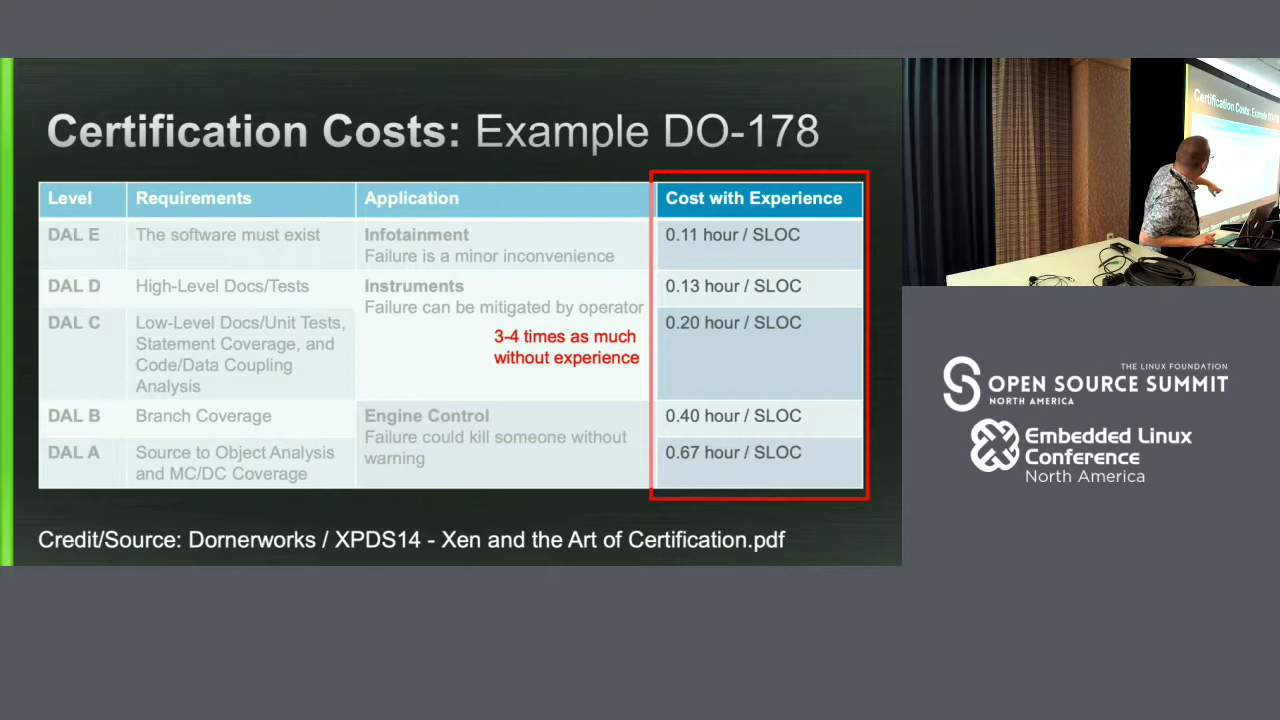 Certification Costs: Example DO-178
Level Requirements Application Cost with Experience
DAL E The software must exist Infotainment 0.11 hour / SLOC
Failure is a minor inconvenience
DAL D High-Level Docs/Tests Instruments 0.13 hour / SLOC
Failure can be mitigated by operator
DAL C Low-Level Docs/Unit Tests, 0.20 hour / SLOC
Statement Coverage, and
Code/Data Coupling
Analysis
3-4 times as much
without experience
DAL B Branch Coverage Engine Control 0.40 hour / SLOC
Failure could kill someone without
warning
DAL A Source to Object Analysis 0.67 hour / SLOC
and MC/DC Coverage
Credit/Source: Dornerworks / XPDS14 - Xen and the Art of Certification.pdf
Certification Costs: Example DO-178
THE LINUX FOUNDATION
OPEN SOURCE SUMMIT
NORTH AMERICA
Embedded Linux
Conference
North America